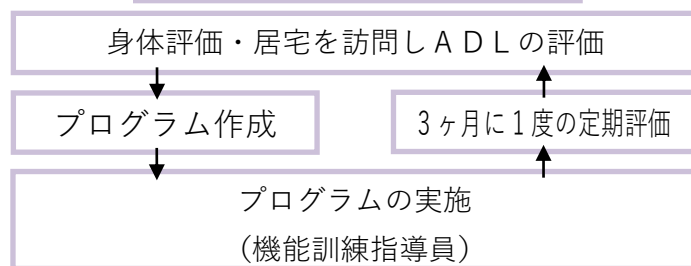 身体評価・居宅を訪問しＡＤＬの評価
プログラム作成
３ヶ月に１度の定期評価
プログラムの実施
（機能訓練指導員）